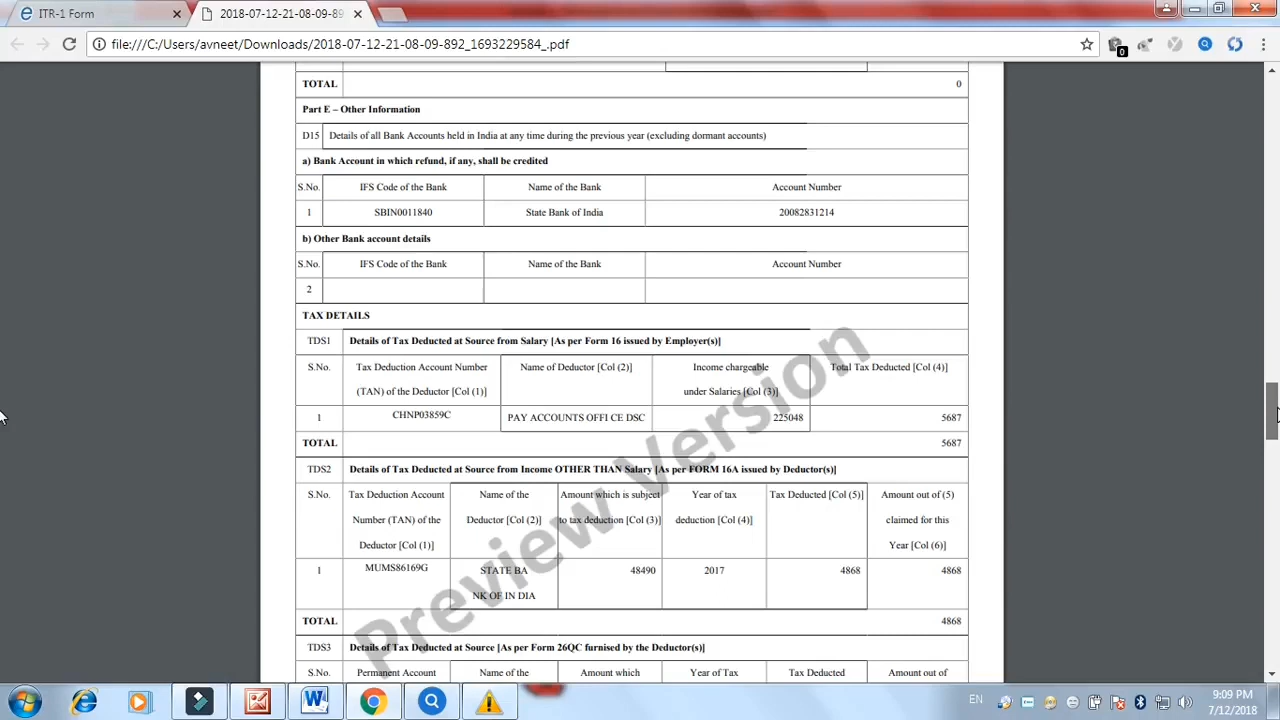 ITR-1 Form
2018-07-12-21-08-09-89
file:///C:/Users/avneet/Downloads/2018-07-12-21-08-09-892_1693229584_.pdf
0
TOTAL 0
Part E – Other Information
D15 Details of all Bank Accounts held in India at any time during the previous year (excluding dormant accounts)
a) Bank Account in which refund, if any, shall be credited
S.No. IFS Code of the Bank Name of the Bank Account Number
1 SBIN0011840 State Bank of India 20082831214
b) Other Bank account details
S.No. IFS Code of the Bank Name of the Bank Account Number
2
TAX DETAILS
TDS1 Details of Tax Deducted at Source from Salary [As per Form 16 issued by Employer(s)]
S.No. Tax Deduction Account Number Name of Deductor [Col (2)] Income chargeable Total Tax Deducted [Col (4)]
(TAN) of the Deductor [Col (1)] under Salaries [Col (3)]
1 CHNP03859C PAY ACCOUNTS OFFI CE DSC 225048 5687
TOTAL 5687
TDS2 Details of Tax Deducted at Source from Income OTHER THAN Salary [As per FORM 16A issued by Deductor(s)]
S.No. Tax Deduction Account Name of the Amount which is subject Year of tax Tax Deducted [Col (5)] Amount out of (5)
Number (TAN) of the Deductor [Col (2)] to tax deduction [Col (3)] deduction [Col (4)] claimed for this
Deductor [Col (1)] Year [Col (6)]
1 MUMS86169G STATE BA 48490 2017 4868 4868
NK OF IN DIA
TOTAL 4868
TDS3 Details of Tax Deducted at Source [As per Form 26QC furnised by the Deductor(s)]
S.No. Permanent Account Name of the Amount which Year of Tax Tax Deducted Amount out of
Preview Version
EN
9:09 PM
7/12/2018